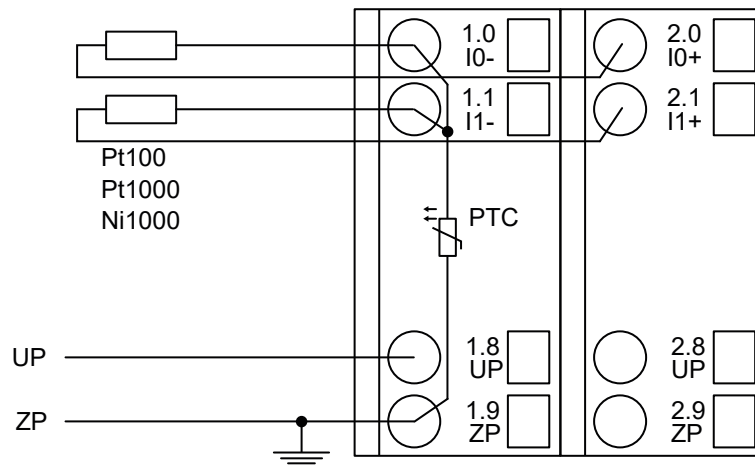 1.0
I0-
2.0
I0+
1.1
I1-
2.1
I1+
Pt100
Pt1000
Ni1000
PTC
UP
1.8
UP
2.8
UP
ZP
1.9
ZP
2.9
ZP